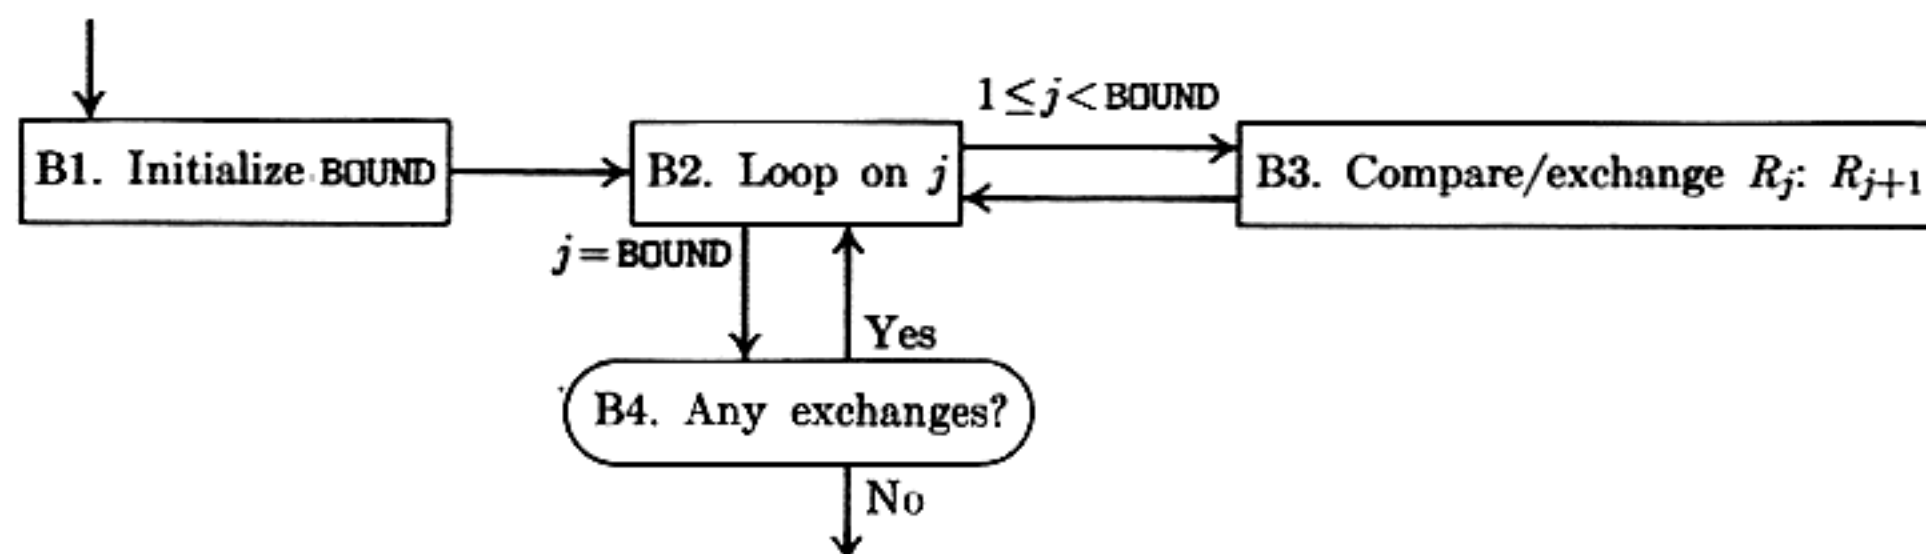 1≤j<BOUND
B1. Initialize BOUND
B2. Loop on j
B3. Compare/exchange Rj: Rj+1
j=BOUND
Yes
B4. Any exchanges?
No